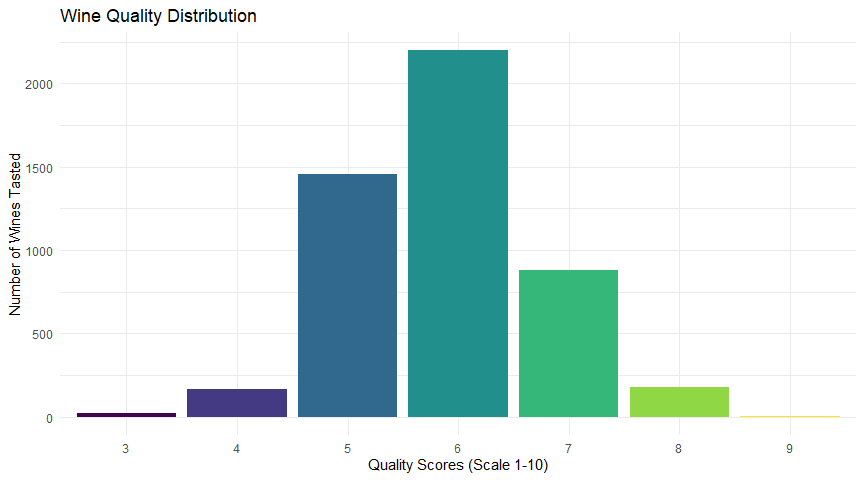 Wine Quality Distribution
Number of Wines Tasted
2000
1500
1000
500
0
3 4 5 6 7 8 9
Quality Scores (Scale 1-10)